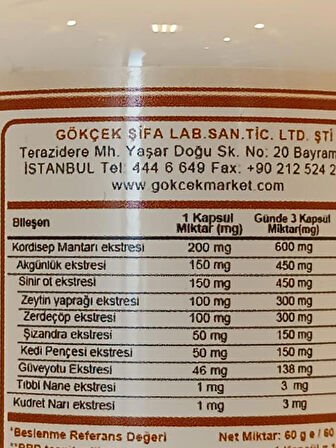 GÖKÇEK ŞİFA LAB.SAN.TİC. LTD. ŞTİ
Terazidere Mh. Yaşar Doğu Sk. No: 20 Bayram
İSTANBUL Tel: 444 6 649 Fax: +90 212 524 2
www.gokcekmarket.com
Bileşen 1 Kapsül Miktar (mg) Günde 3 Kapsül Miktar(mg)
Kordisep Mantarı ekstresi 200 mg 600 mg
Akgünlük ekstresi 150 mg 450 mg
Sinir ot ekstresi 150 mg 450 mg
Zeytin yaprağı ekstresi 100 mg 300 mg
Zerdeçöp ekstresi 100 mg 300 mg
Şizandra ekstresi 50 mg 150 mg
Kedi Pençesi ekstresi 50 mg 150 mg
Güveyotu Ekstresi 46 mg 138 mg
Tıbbi Nane ekstresi 1 mg 3 mg
Kudret Narı ekstresi 1 mg 3 mg
*Beslenme Referans Değeri Net Miktar: 60 g e / 60